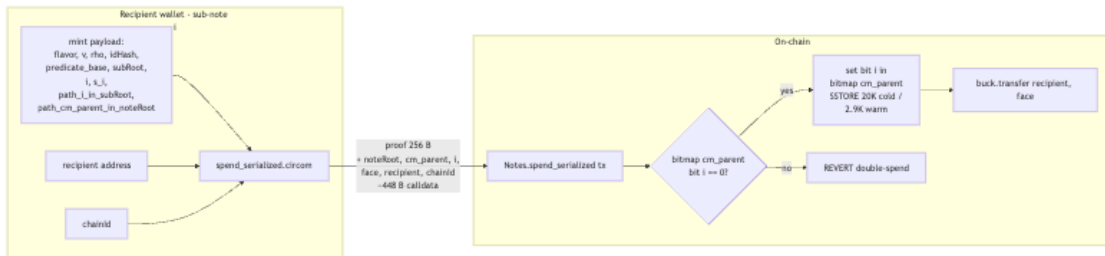 Recipient wallet - sub-note
i
mint payload:
flavor, v, rho, idHash,
predicate_base, subRoot,
i, s_i,
path_i_in_subRoot,
path_cm_parent_in_noteRoot
recipient address
chainId
spend_serialized.circom
proof 256 B
+ noteRoot, cm_parent, i,
face, recipient, chainId
~448 B calldata
On-chain
Notes.spend_serialized tx
bitmap cm_parent
bit i == 0?
yes
set bit i in
bitmap cm_parent
SSTORE 20K cold /
2.9K warm
buck.transfer recipient,
face
no
REVERT double-spend